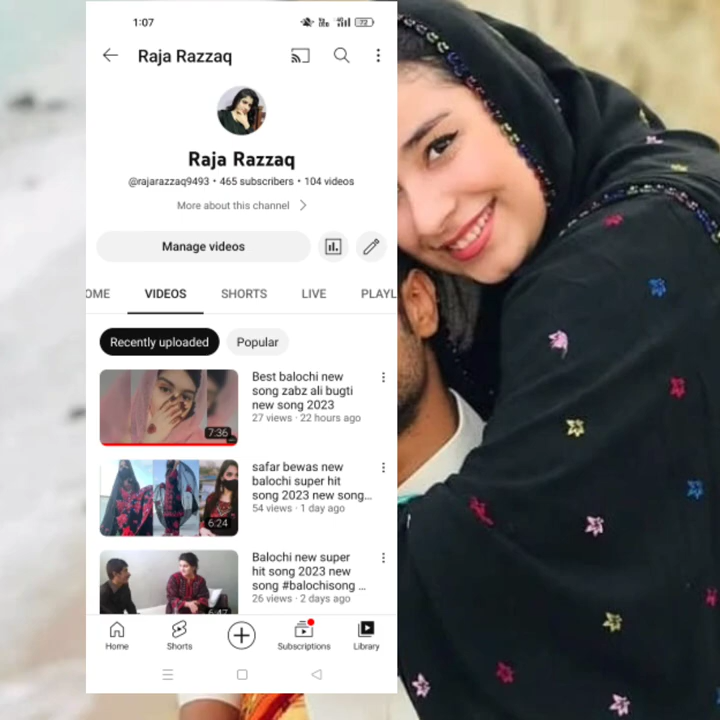 1:07
72
Raja Razzaq
Raja Razzaq
@rajarazzaq9493 • 465 subscribers • 104 videos
More about this channel
Manage videos
OME VIDEOS SHORTS LIVE PLAYL
Recently uploaded Popular
Best balochi new
song zabz ali bugti
new song 2023
27 views · 22 hours ago
7:36
safar bewas new
balochi super hit
song 2023 new song...
54 views · 1 day ago
6:24
Balochi new super
hit song 2023 new
song #balochisong ...
26 views · 2 days ago
6:47
Home Shorts Subscriptions Library